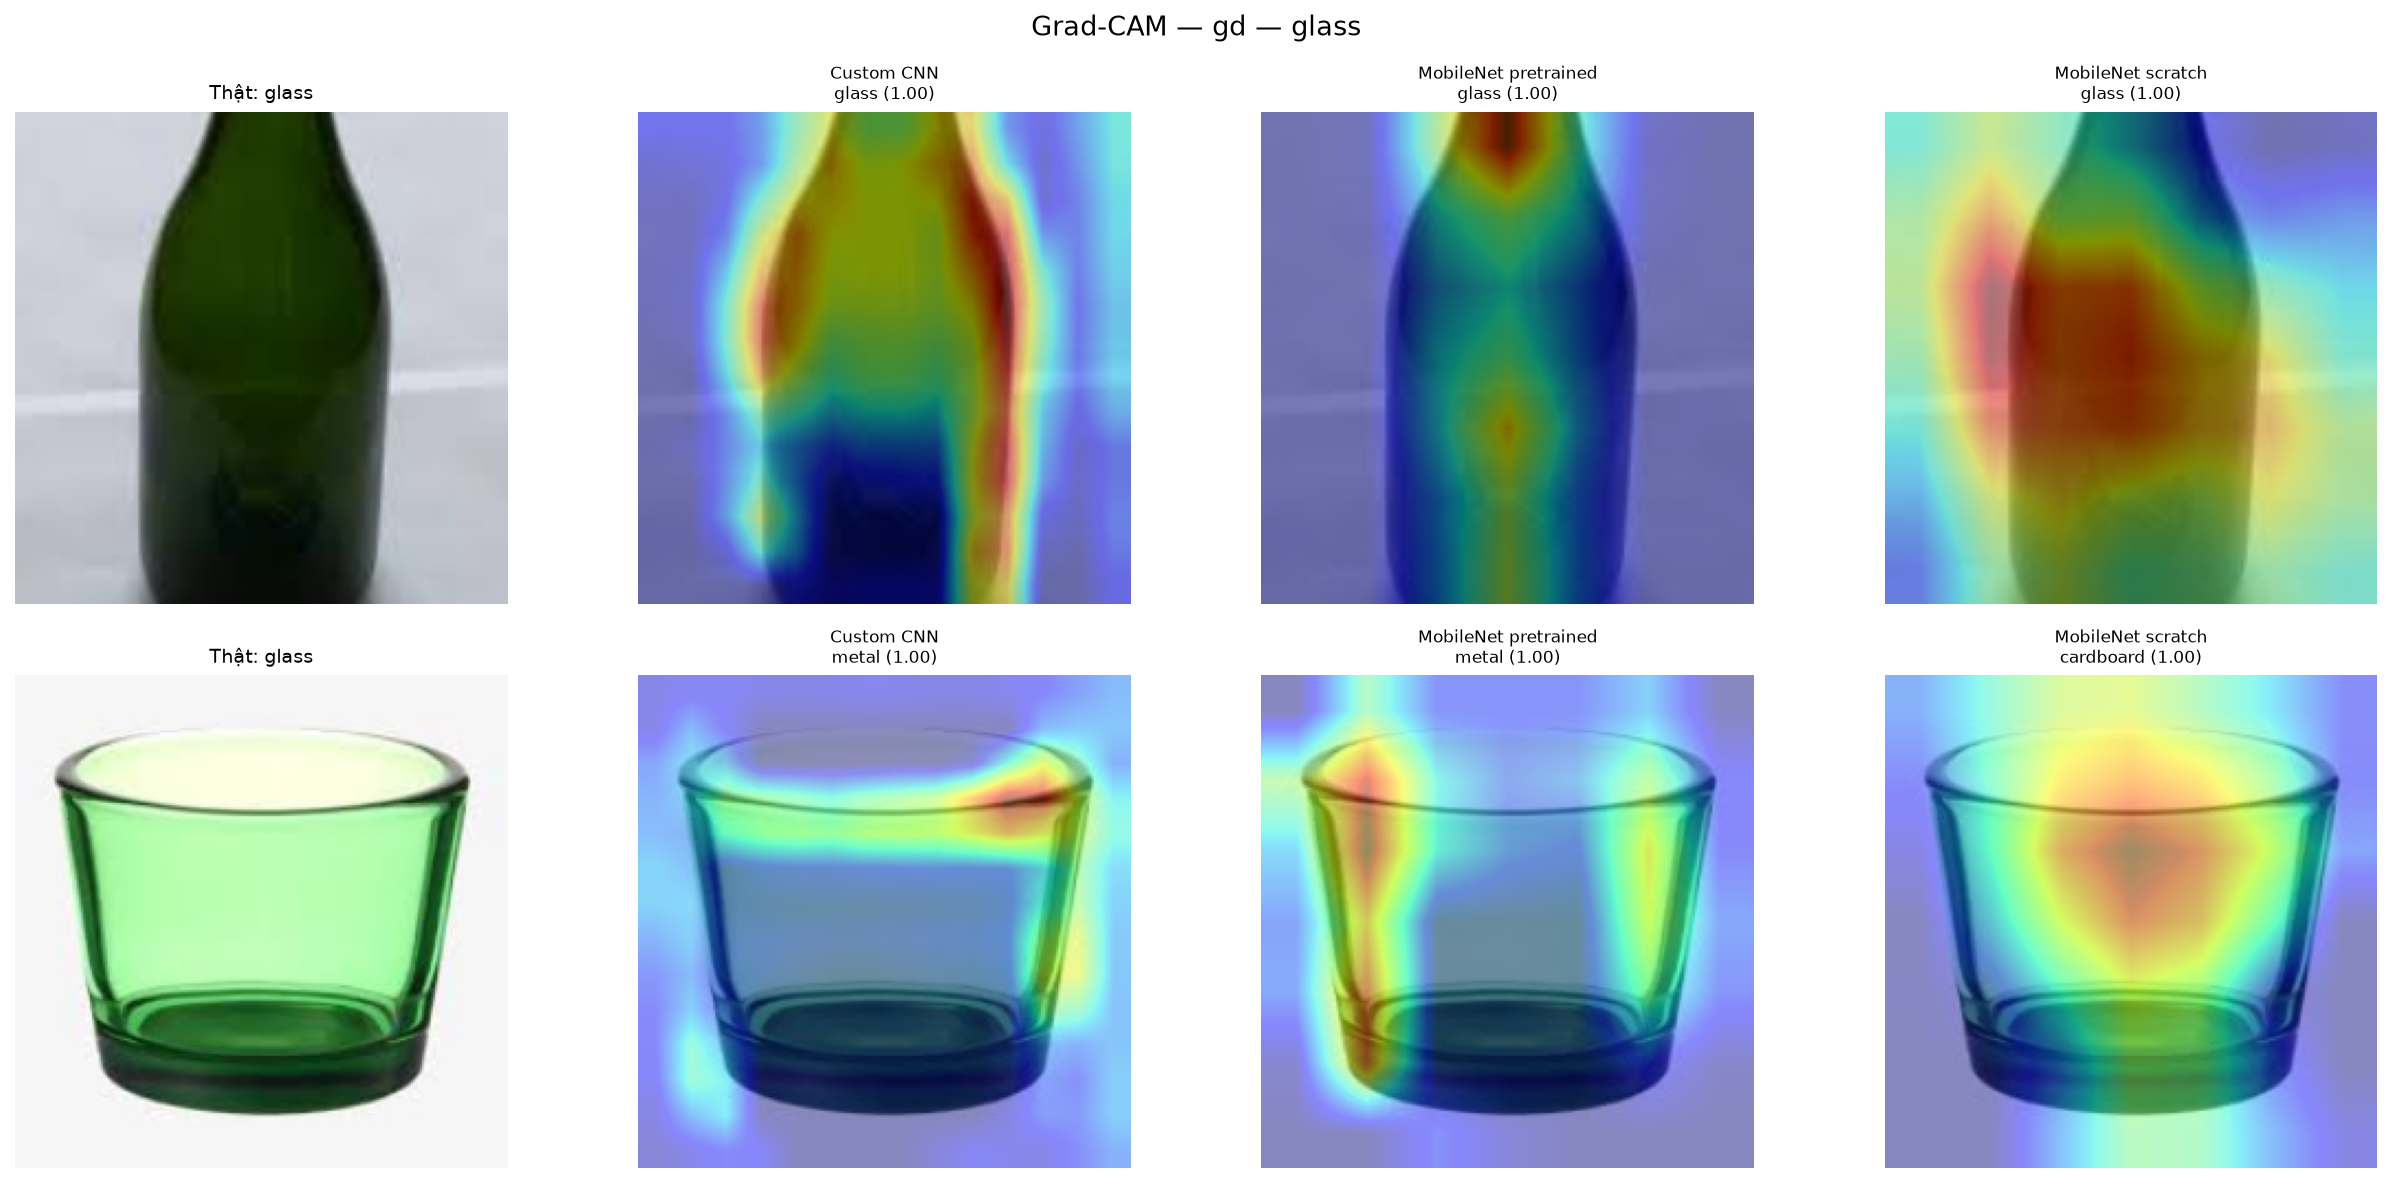 Grad-CAM — gd — glass
Thật: glass
Custom CNN
glass (1.00)
MobileNet pretrained
glass (1.00)
MobileNet scratch
glass (1.00)
Thật: glass
Custom CNN
metal (1.00)
MobileNet pretrained
metal (1.00)
MobileNet scratch
cardboard (1.00)